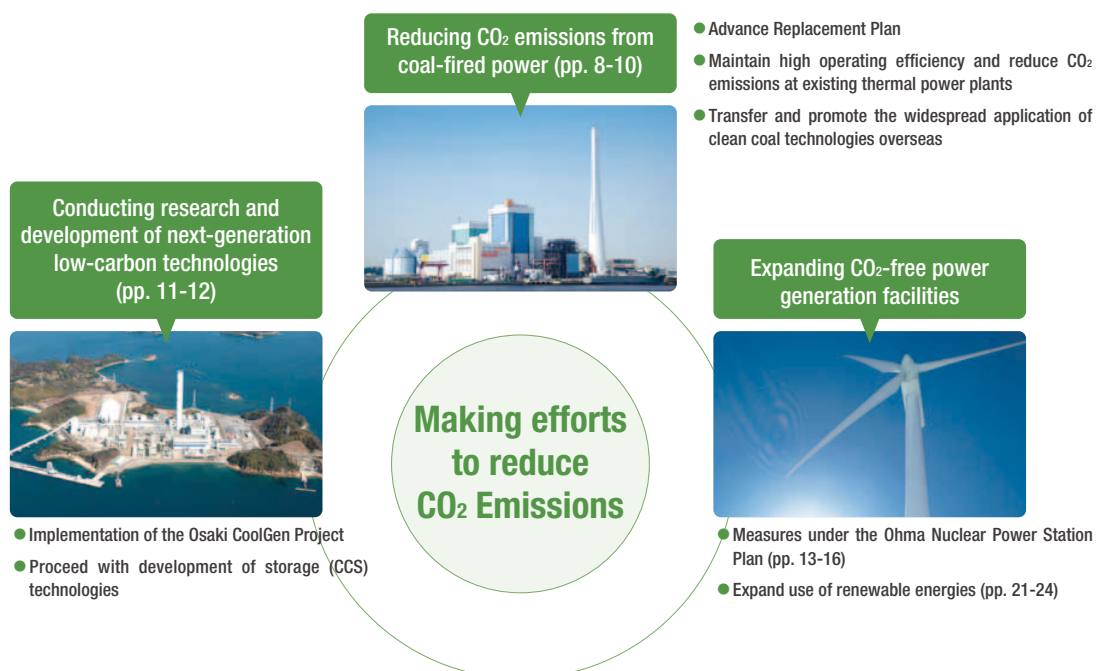 Reducing CO₂ emissions from
coal-fired power (pp. 8-10)
● Advance Replacement Plan
● Maintain high operating efficiency and reduce CO₂
emissions at existing thermal power plants
● Transfer and promote the widespread application of
clean coal technologies overseas
Conducting research and
development of next-generation
low-carbon technologies
(pp. 11-12)
● Implementation of the Osaki CoolGen Project
● Proceed with development of storage (CCS)
technologies
Expanding CO₂-free power
generation facilities
● Measures under the Ohma Nuclear Power Station
Plan (pp. 13-16)
● Expand use of renewable energies (pp. 21-24)
Making efforts
to reduce
CO₂ Emissions